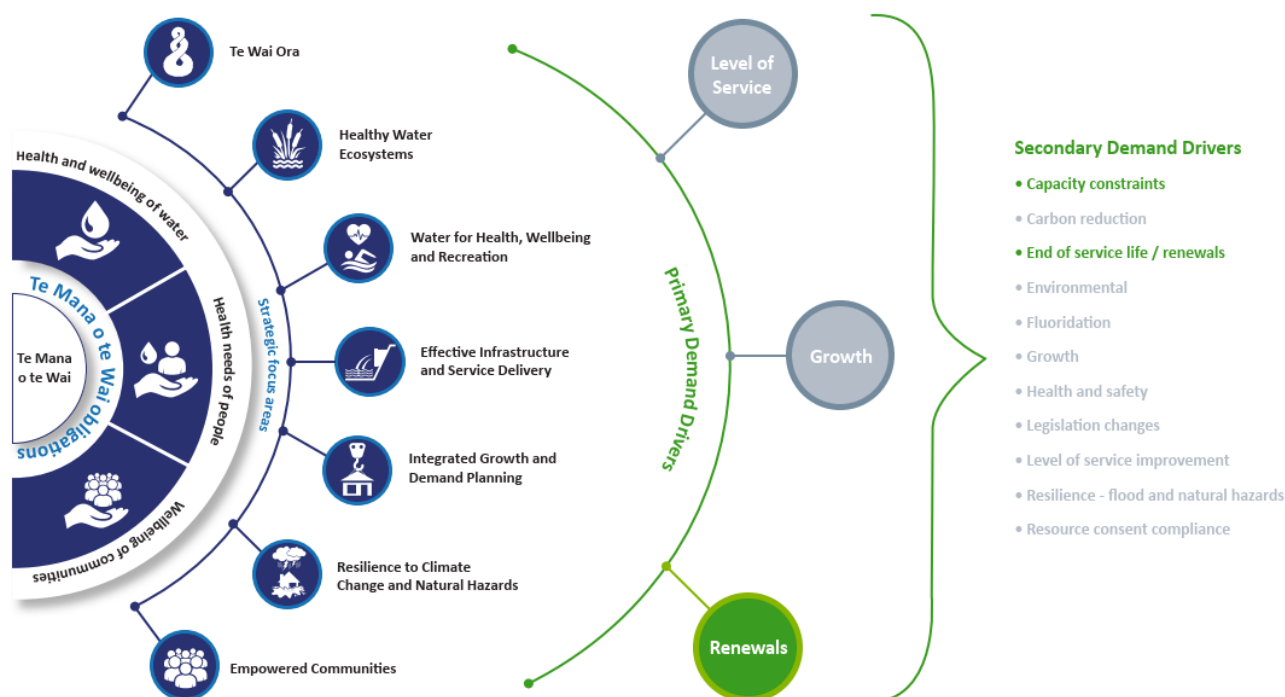 Te Mana
o te Wai
Te Mana o te Wai obligations
Health and wellbeing of water
Health needs of people
Wellbeing of communities
Strategic focus areas
Te Wai Ora
Healthy Water
Ecosystems
Water for Health, Wellbeing
and Recreation
Effective Infrastructure
and Service Delivery
Integrated Growth and
Demand Planning
Resilience to Climate
Change and Natural Hazards
Empowered Communities
Primary Demand Drivers
Level of
Service
Growth
Renewals
Secondary Demand Drivers
• Capacity constraints
• Carbon reduction
• End of service life / renewals
• Environmental
• Fluoridation
• Growth
• Health and safety
• Legislation changes
• Level of service improvement
• Resilience - flood and natural hazards
• Resource consent compliance